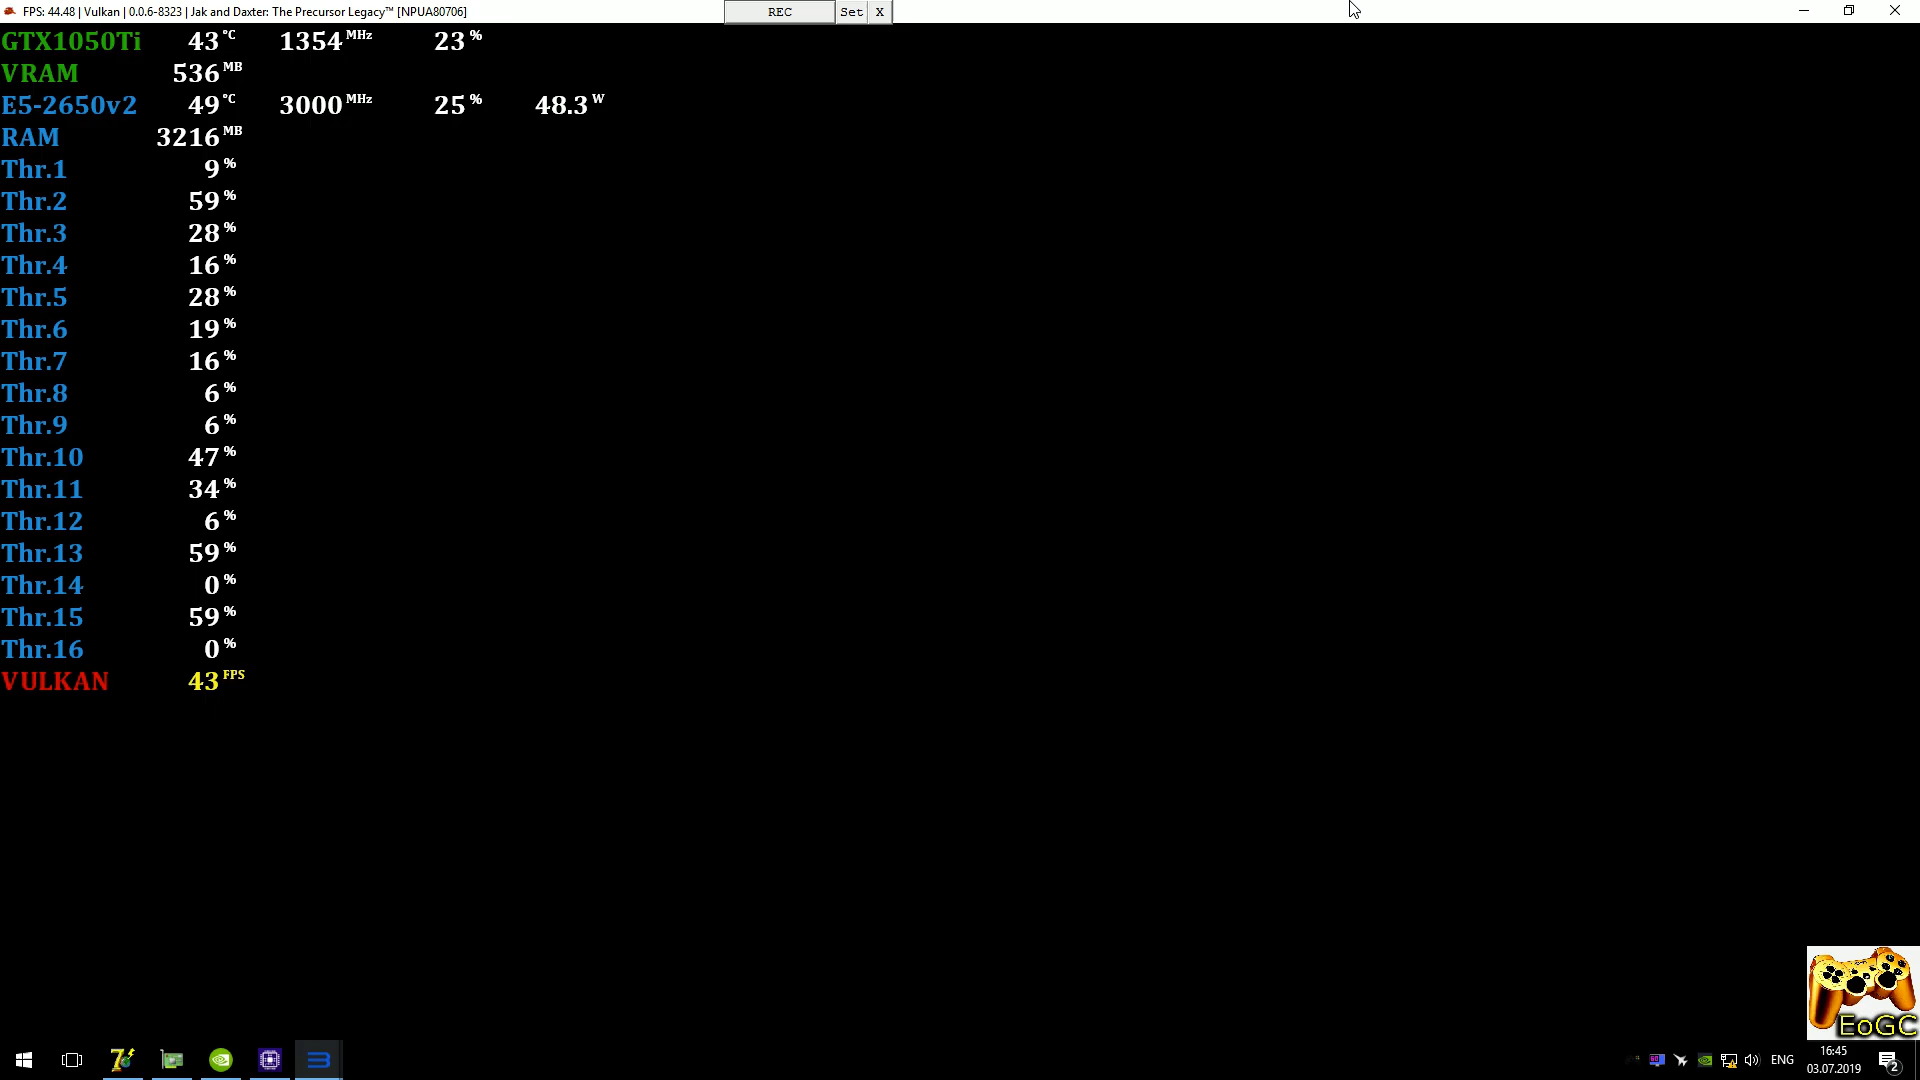 FPS: 44.48 | Vulkan | 0.0.6-8323 | Jak and Daxter: The Precursor Legacy™ [NPUA80706]
REC Set X
GTX1050Ti 43 °C 1354 MHz 23 %
VRAM 536 MB
E5-2650v2 49 °C 3000 MHz 25 % 48.3 W
RAM 3216 MB
Thr.1 9 %
Thr.2 59 %
Thr.3 28 %
Thr.4 16 %
Thr.5 28 %
Thr.6 19 %
Thr.7 16 %
Thr.8 6 %
Thr.9 6 %
Thr.10 47 %
Thr.11 34 %
Thr.12 6 %
Thr.13 59 %
Thr.14 0 %
Thr.15 59 %
Thr.16 0 %
VULKAN 43 FPS
EoGC
ENG
16:45
03.07.2019
2